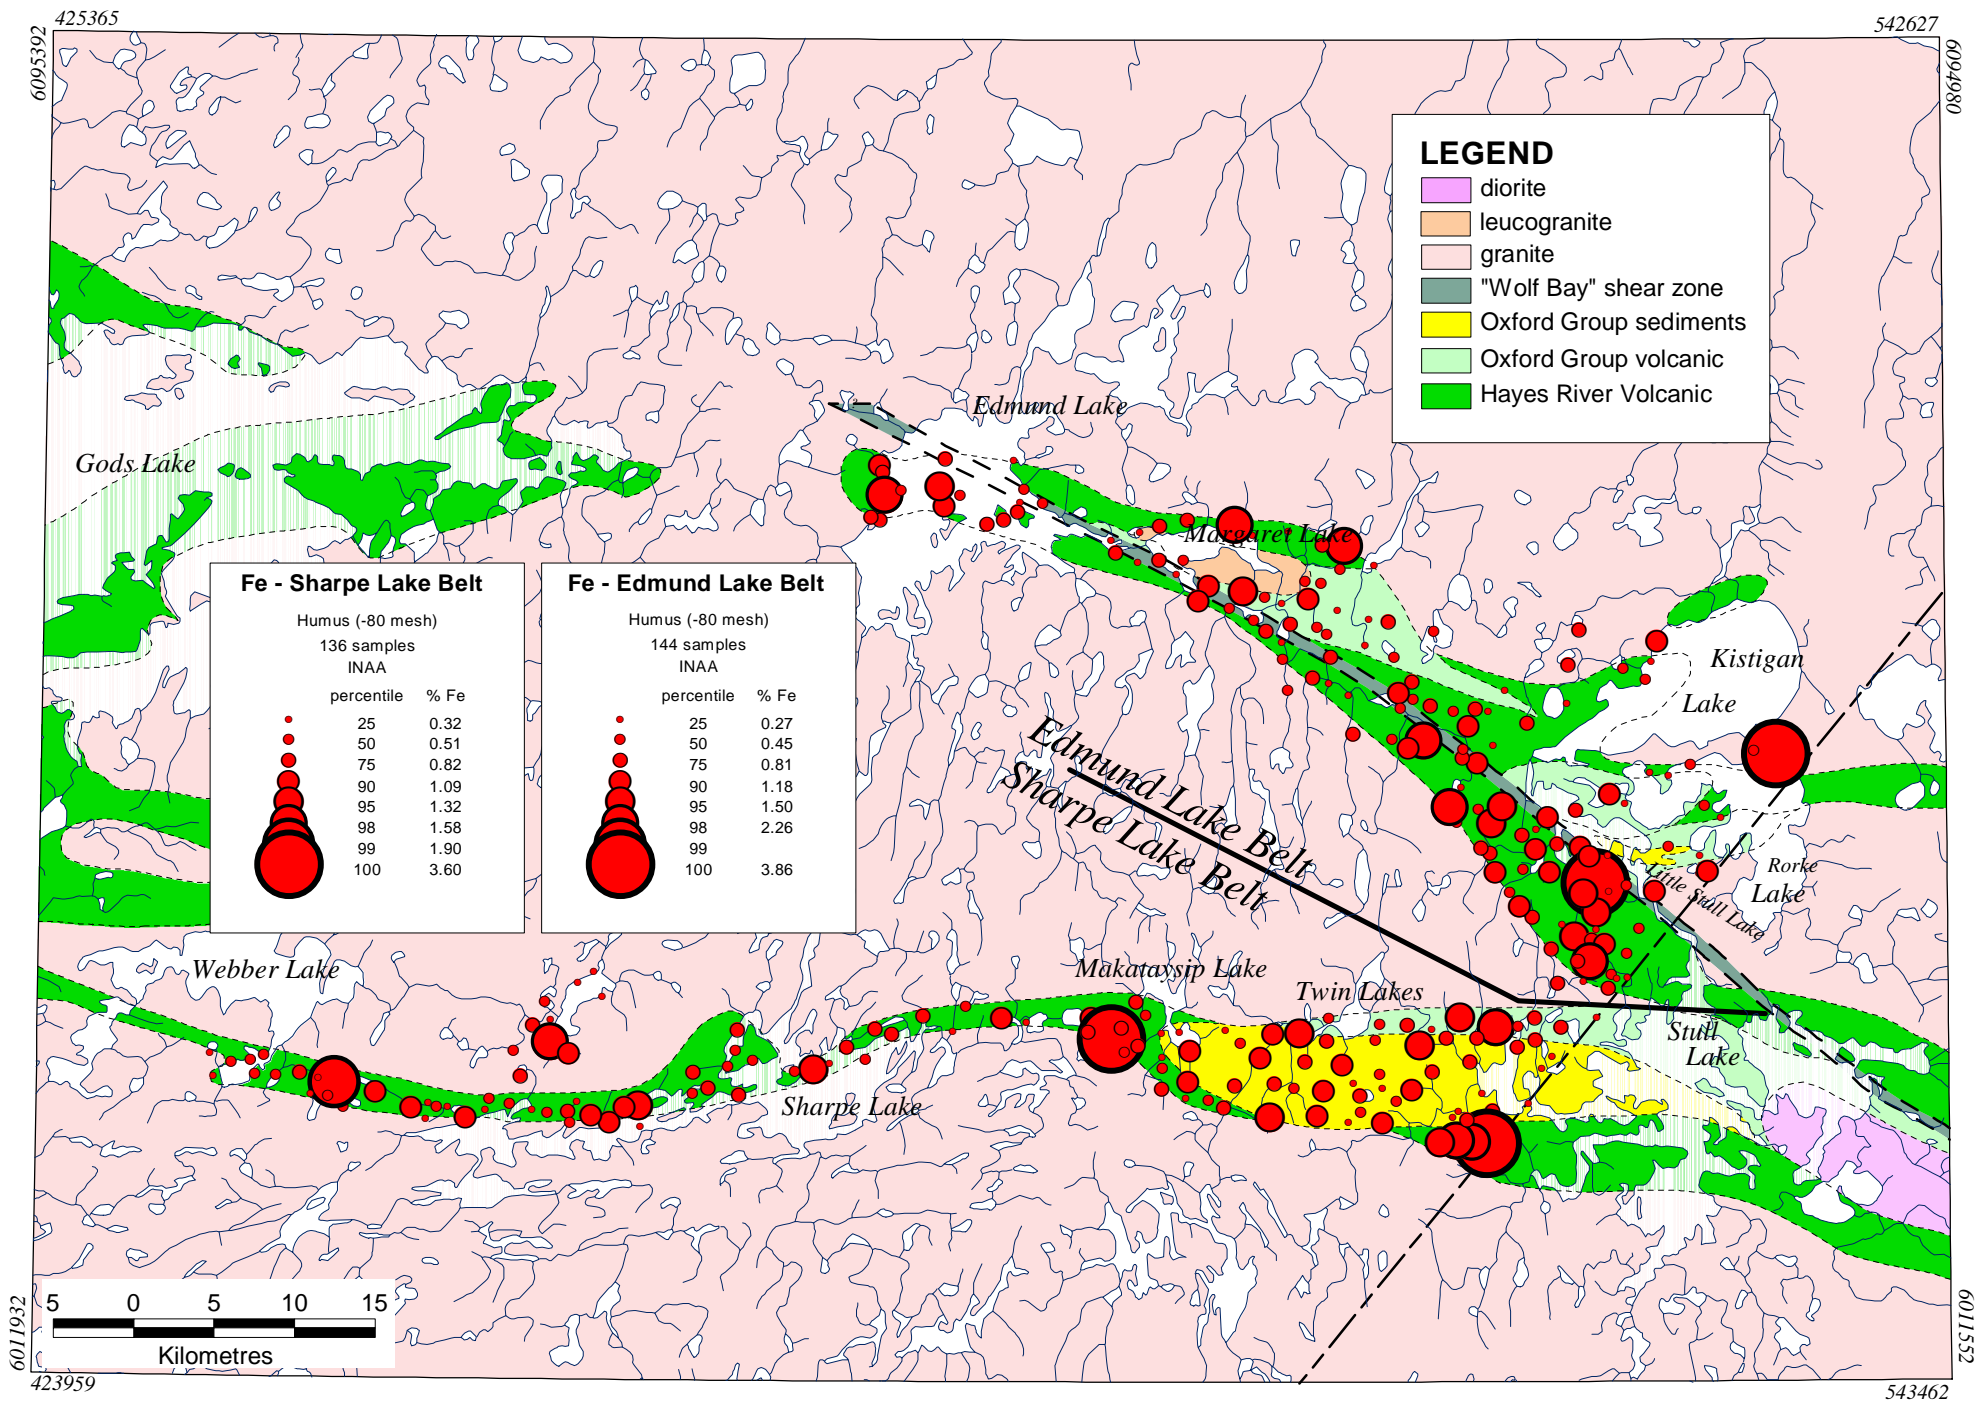 425365
542627
6095392
6094980
LEGEND
diorite
leucogranite
granite
"Wolf Bay" shear zone
Oxford Group sediments
Oxford Group volcanic
Hayes River Volcanic
Edmund Lake
Gods Lake
Margaret Lake
Kistigan
Lake
Fe - Sharpe Lake Belt
Humus (-80 mesh)
136 samples
INAA
percentile % Fe
25 0.32
50 0.51
75 0.82
90 1.09
95 1.32
98 1.58
99 1.90
100 3.60
Fe - Edmund Lake Belt
Humus (-80 mesh)
144 samples
INAA
percentile % Fe
25 0.27
50 0.45
75 0.81
90 1.18
95 1.50
98 2.26
99
100 3.86
Edmund Lake Belt
Sharpe Lake Belt
Rorke
Lake
Little Stull Lake
Webber Lake
Makataysip Lake
Twin Lakes
Stull
Lake
Sharpe Lake
5 0 5 10 15
Kilometres
6011932
6011552
423959
543462